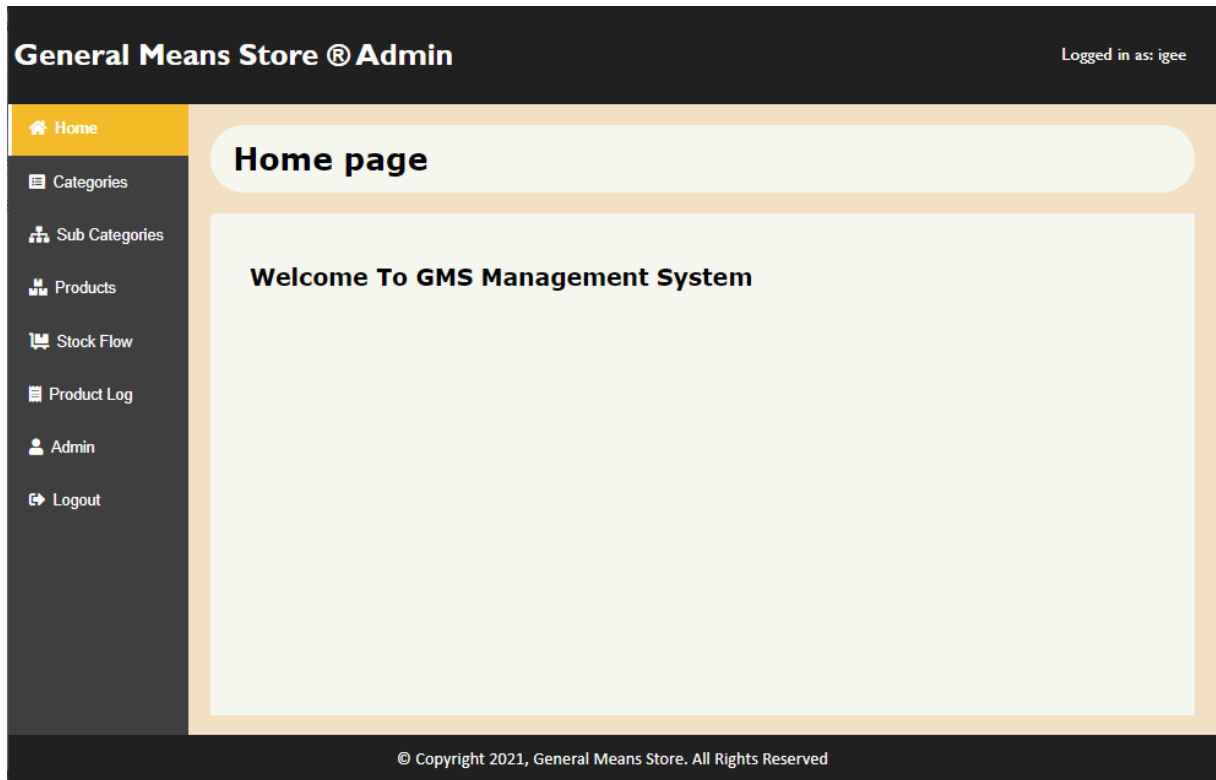 General Means Store ® Admin
Logged in as: igee
Home
Categories
Sub Categories
Products
Stock Flow
Product Log
Admin
Logout
Home page
Welcome To GMS Management System
© Copyright 2021, General Means Store. All Rights Reserved